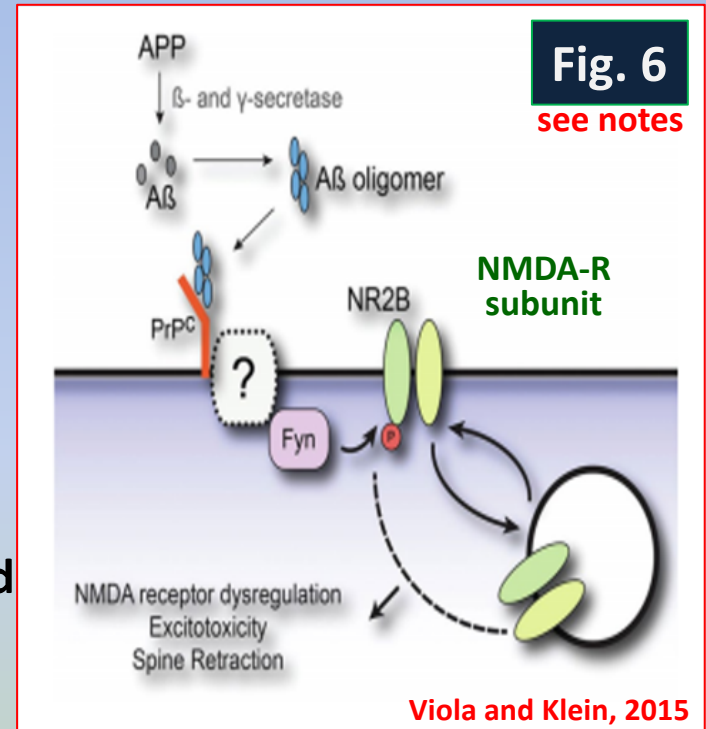 APP
Fig. 6
see notes
ß- and γ-secretase
Aß
Aß oligomer
NMDA-R
subunit
NR2B
PrPC
?
Fyn
P
d
NMDA receptor dysregulation
Excitotoxicity
Spine Retraction
Viola and Klein, 2015